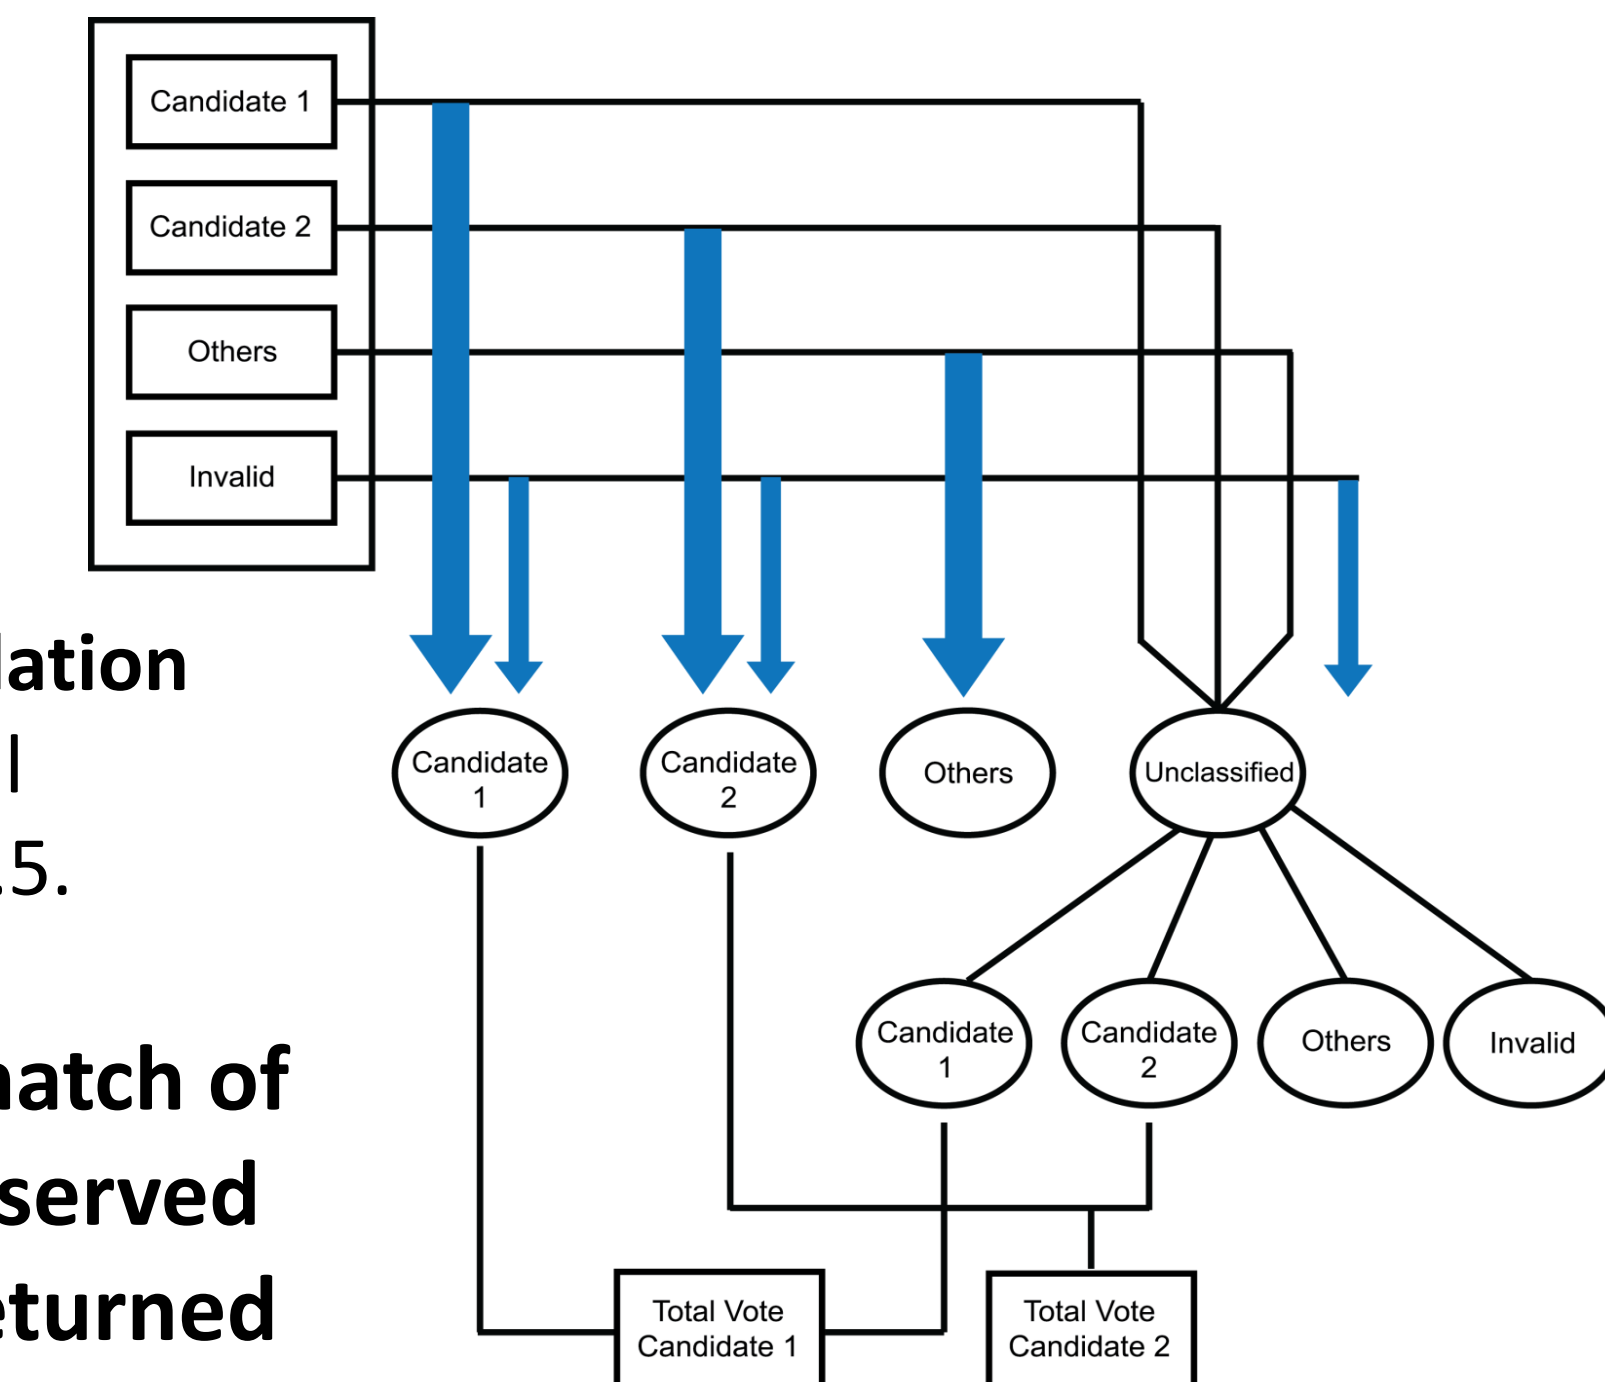 Candidate 1
Candidate 2
Others
Invalid
lation
l
.5.
natch of
served
eturned
Candidate
1
Candidate
2
Others
Unclassified
Candidate
1
Candidate
2
Others
Invalid
Total Vote
Candidate 1
Total Vote
Candidate 2